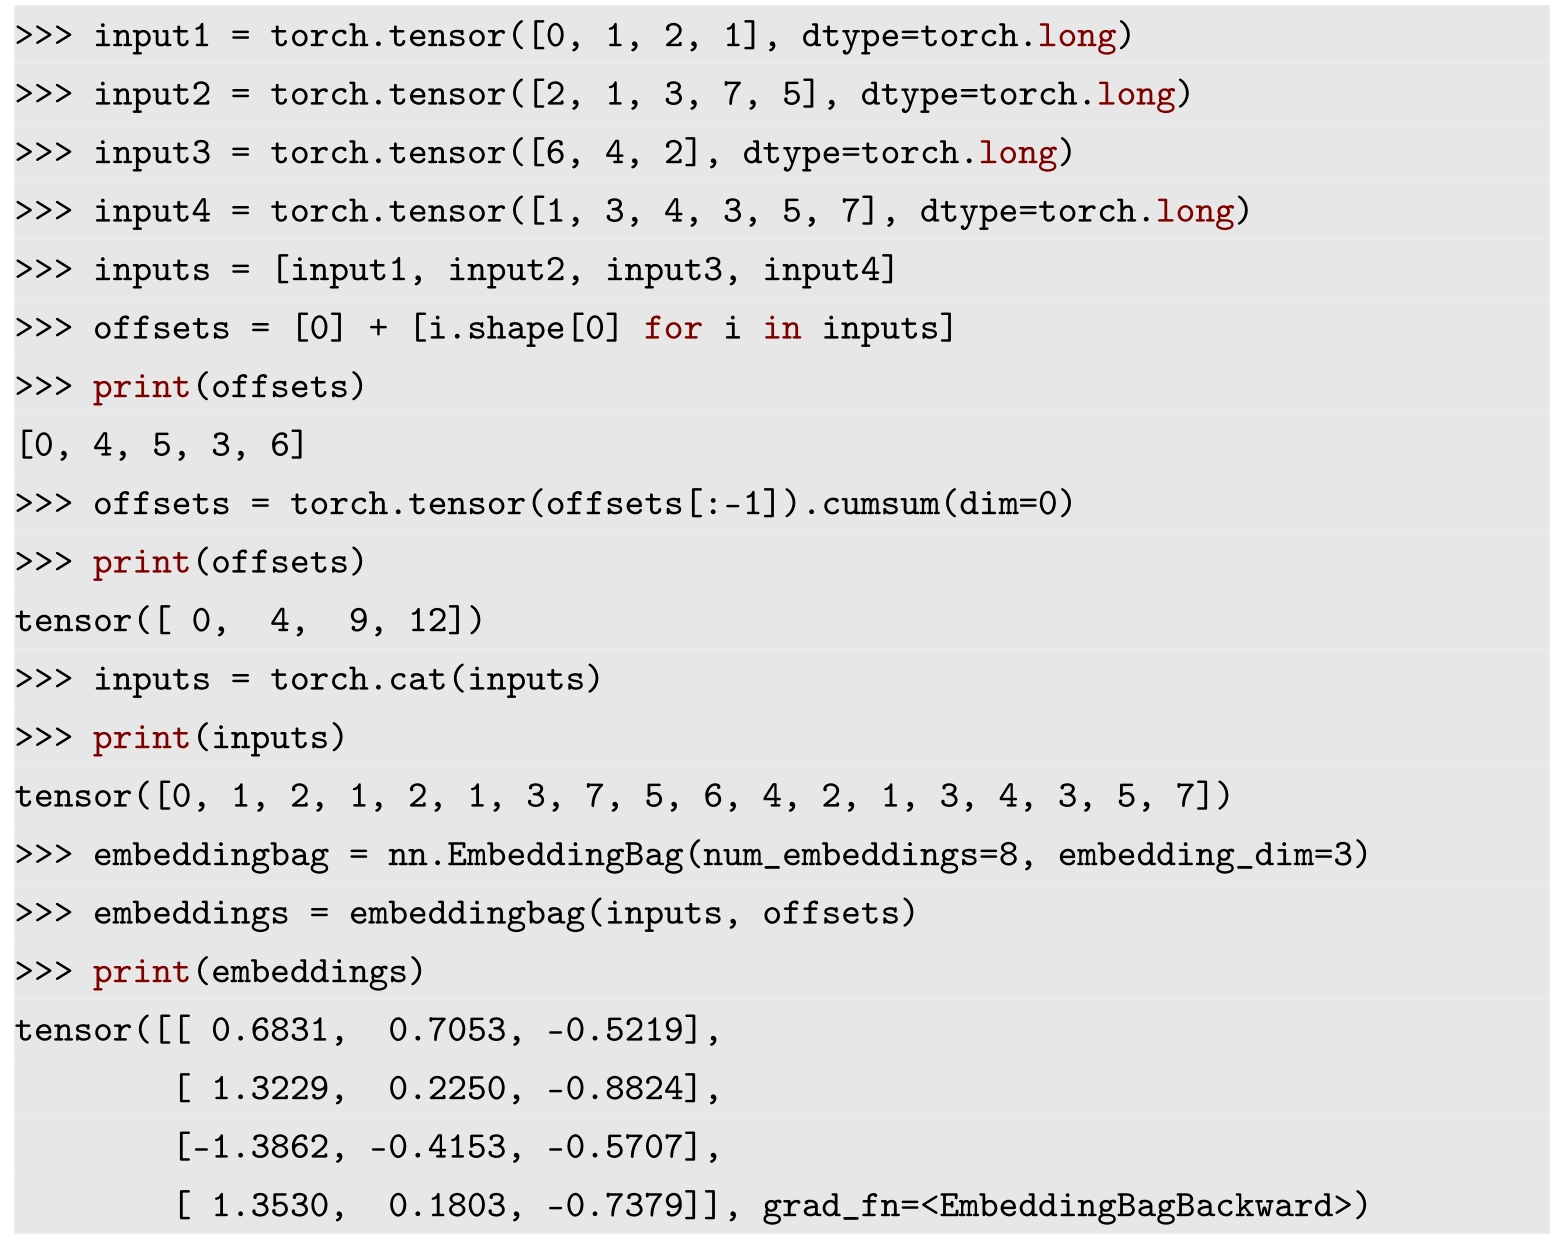 >>> input1 = torch.tensor([0, 1, 2, 1], dtype=torch.long)
>>> input2 = torch.tensor([2, 1, 3, 7, 5], dtype=torch.long)
>>> input3 = torch.tensor([6, 4, 2], dtype=torch.long)
>>> input4 = torch.tensor([1, 3, 4, 3, 5, 7], dtype=torch.long)
>>> inputs = [input1, input2, input3, input4]
>>> offsets = [0] + [i.shape[0] for i in inputs]
>>> print(offsets)
[0, 4, 5, 3, 6]
>>> offsets = torch.tensor(offsets[:-1]).cumsum(dim=0)
>>> print(offsets)
tensor([ 0,  4,  9, 12])
>>> inputs = torch.cat(inputs)
>>> print(inputs)
tensor([0, 1, 2, 1, 2, 1, 3, 7, 5, 6, 4, 2, 1, 3, 4, 3, 5, 7])
>>> embeddingbag = nn.EmbeddingBag(num_embeddings=8, embedding_dim=3)
>>> embeddings = embeddingbag(inputs, offsets)
>>> print(embeddings)
tensor([[ 0.6831,  0.7053, -0.5219],
        [ 1.3229,  0.2250, -0.8824],
        [-1.3862, -0.4153, -0.5707],
        [ 1.3530,  0.1803, -0.7379]], grad_fn=<EmbeddingBagBackward>)